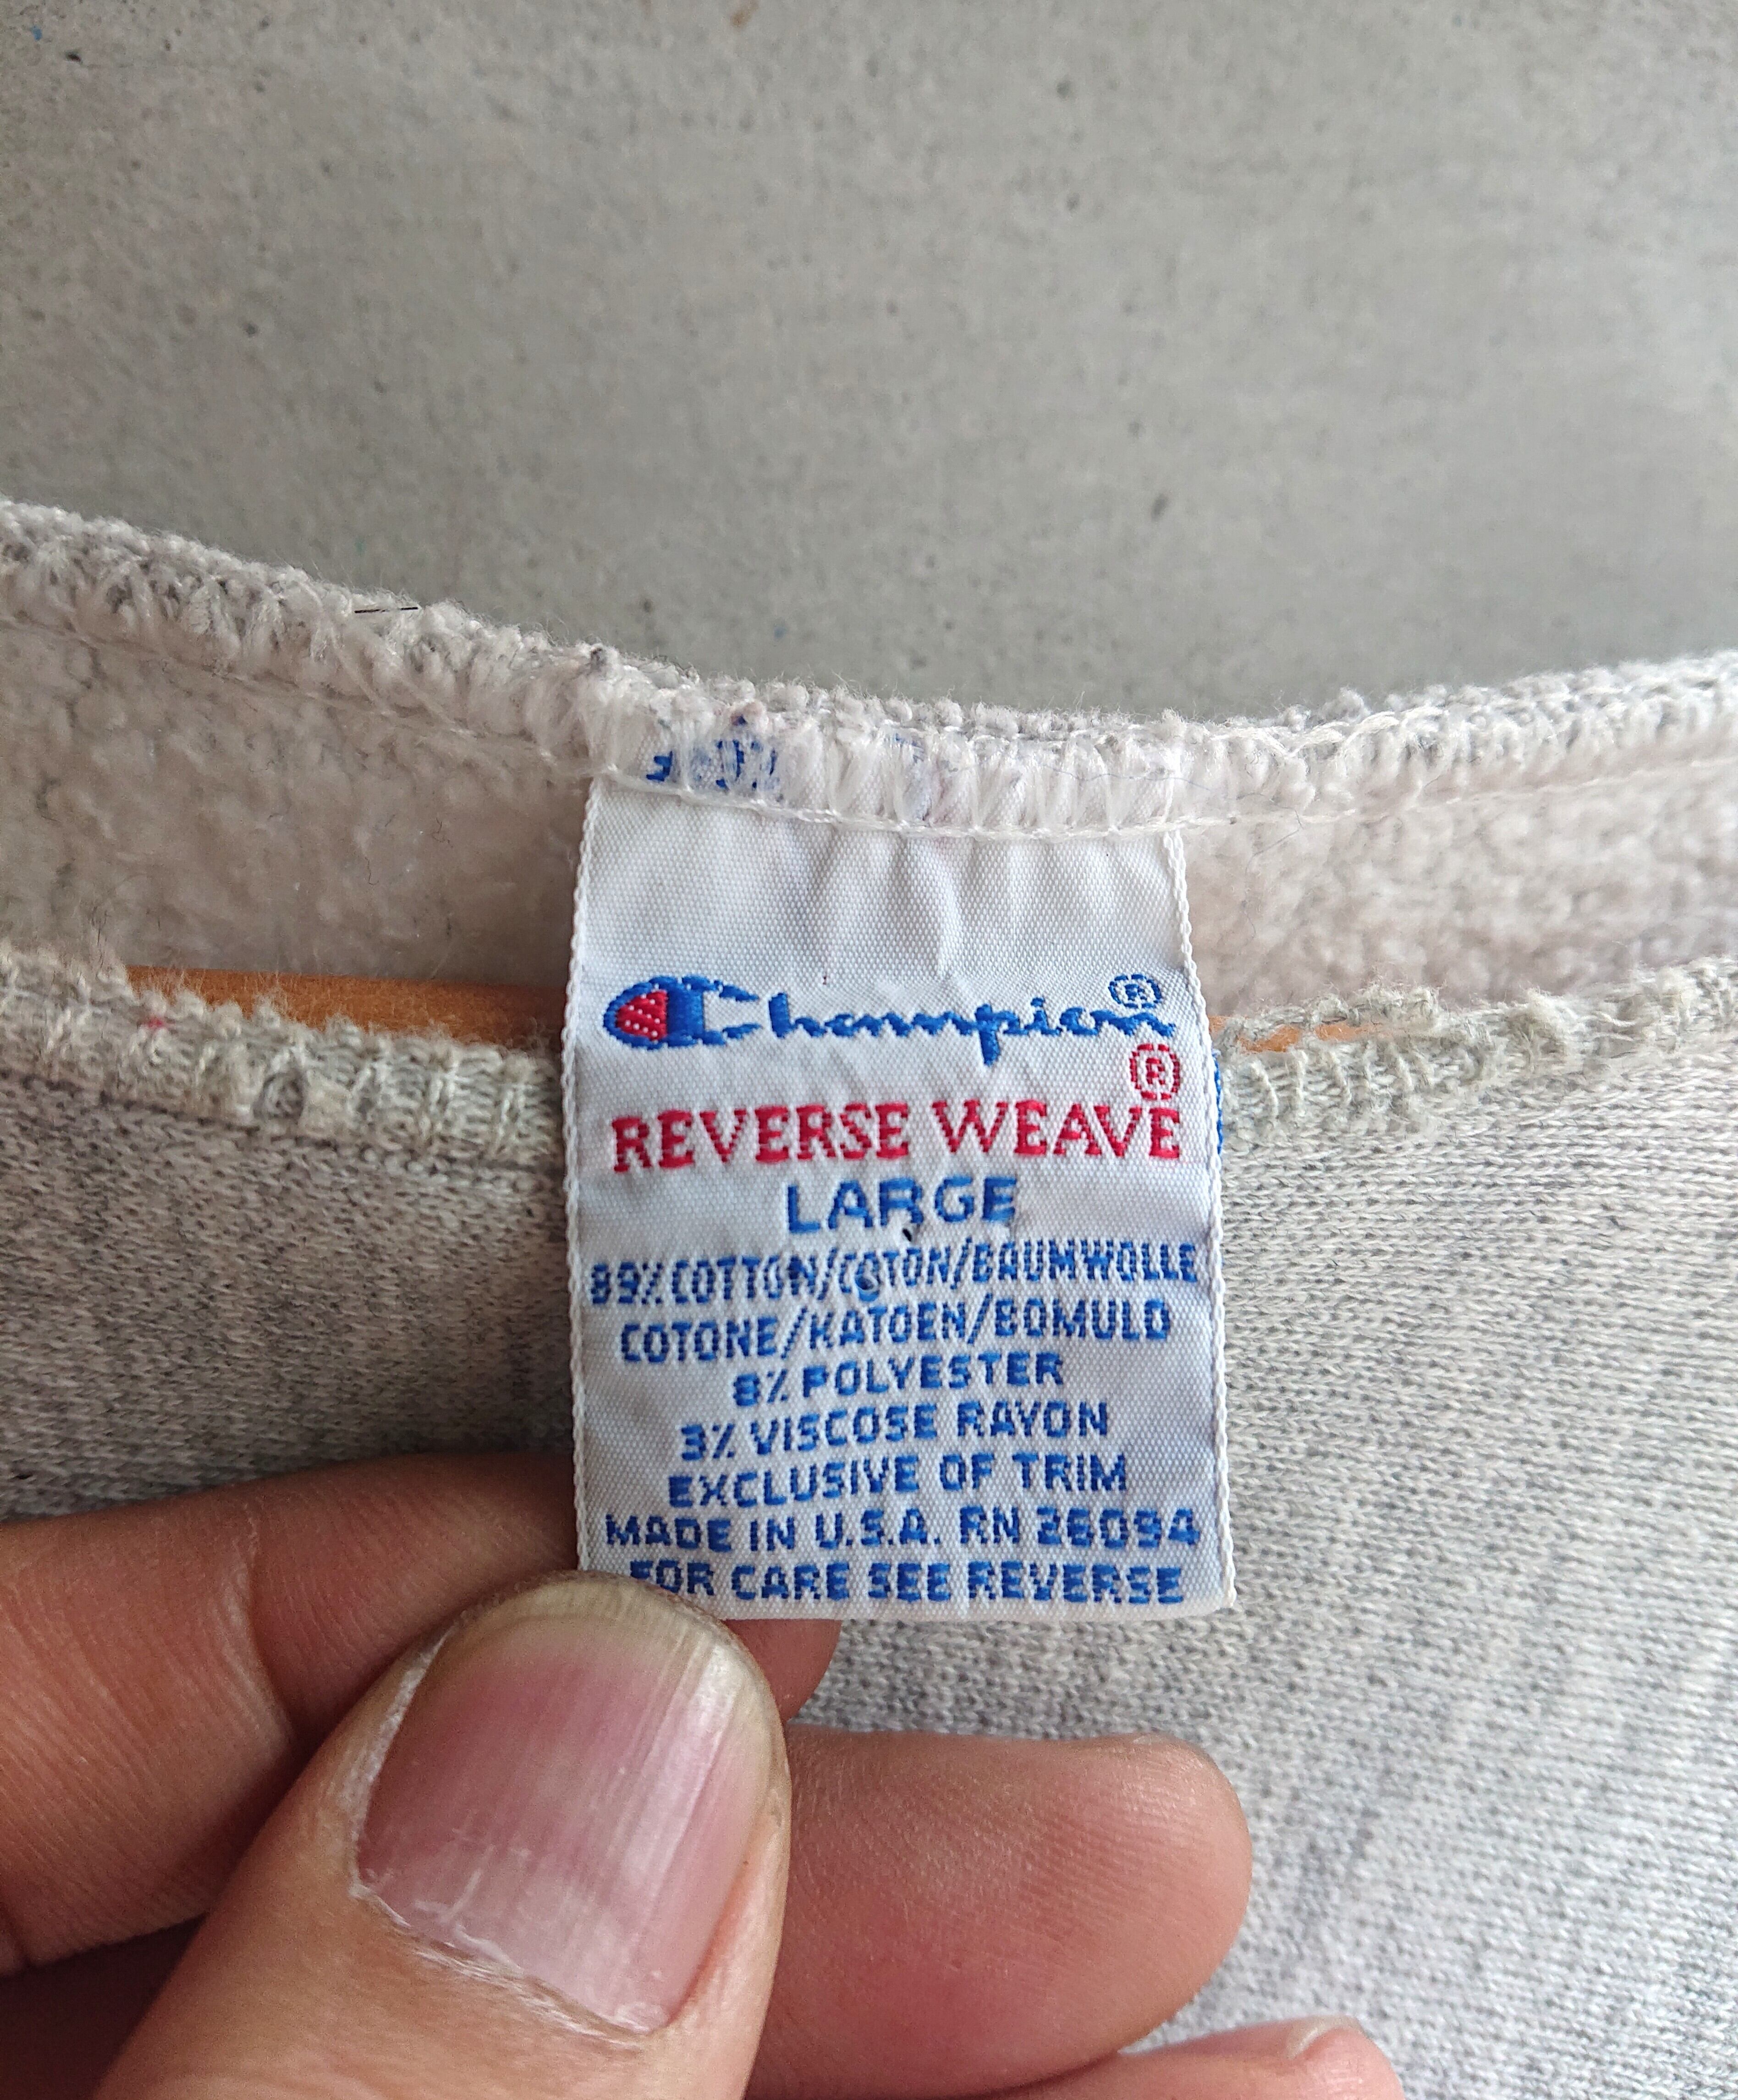 Champion®
®
REVERSE WEAVE
LARGE
89% COTTON/COTON/BAUMWOLLE
COTONE/KATOEN/BOMULD
8% POLYESTER
3% VISCOSE RAYON
EXCLUSIVE OF TRIM
MADE IN U.S.A. RN 26094
FOR CARE SEE REVERSE